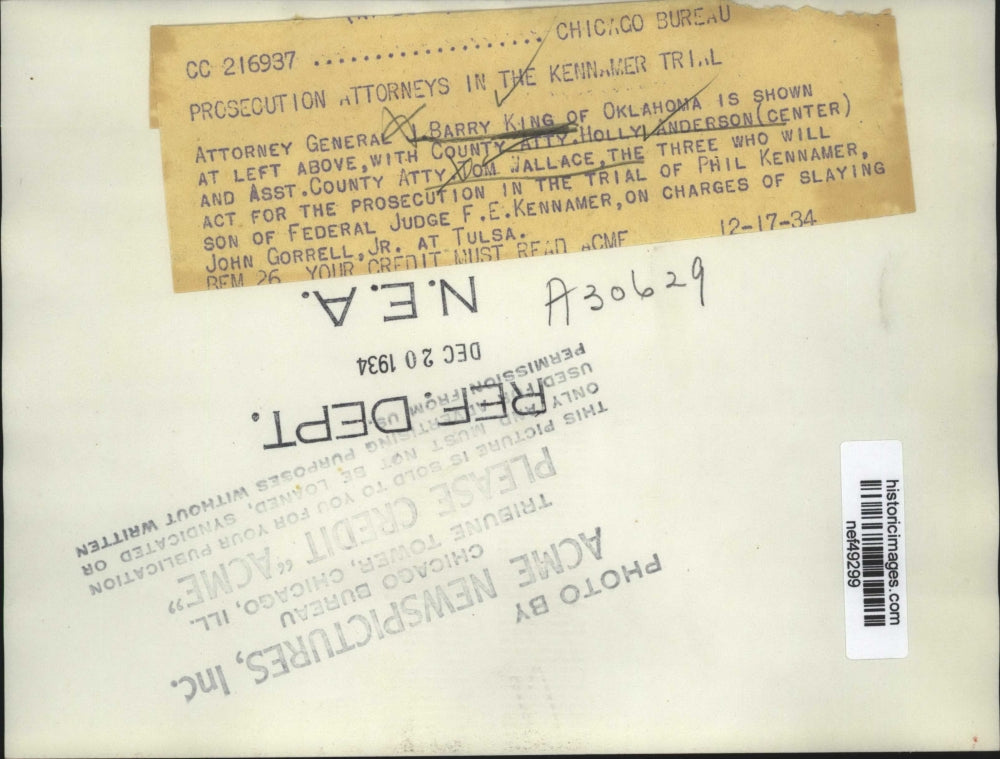 CHICAGO BUREAU
CC 216937 ..........................
PROSECUTION ATTORNEYS IN THE KENNAMER TRIAL
ATTORNEY GENERAL J. BARRY KING OF OKLAHOMA IS SHOWN
AT LEFT ABOVE, WITH COUNTY ATTY. HOLLY ANDERSON (CENTER)
AND ASST. COUNTY ATTY TOM WALLACE, THE THREE WHO WILL
ACT FOR THE PROSECUTION IN THE TRIAL OF PHIL KENNAMER,
SON OF FEDERAL JUDGE F.E. KENNAMER, ON CHARGES OF SLAYING
JOHN GORRELL, JR. AT TULSA.
BEM 26 YOUR CREDIT MUST READ ACME 12-17-34
A30629
N.E.A.
DEC 20 1934
REF. DEPT.
PHOTO BY
ACME NEWSPICTURES, Inc.
CHICAGO BUREAU
TRIBUNE TOWER, CHICAGO, ILL.
PLEASE CREDIT "ACME"
THIS PICTURE IS SOLD TO YOU FOR YOUR PUBLICATION
ONLY AND MUST NOT BE LOANED, SYNDICATED OR
USED FOR ADVERTISING PURPOSES WITHOUT WRITTEN
PERMISSION FROM US
historicimages.com
nef49299